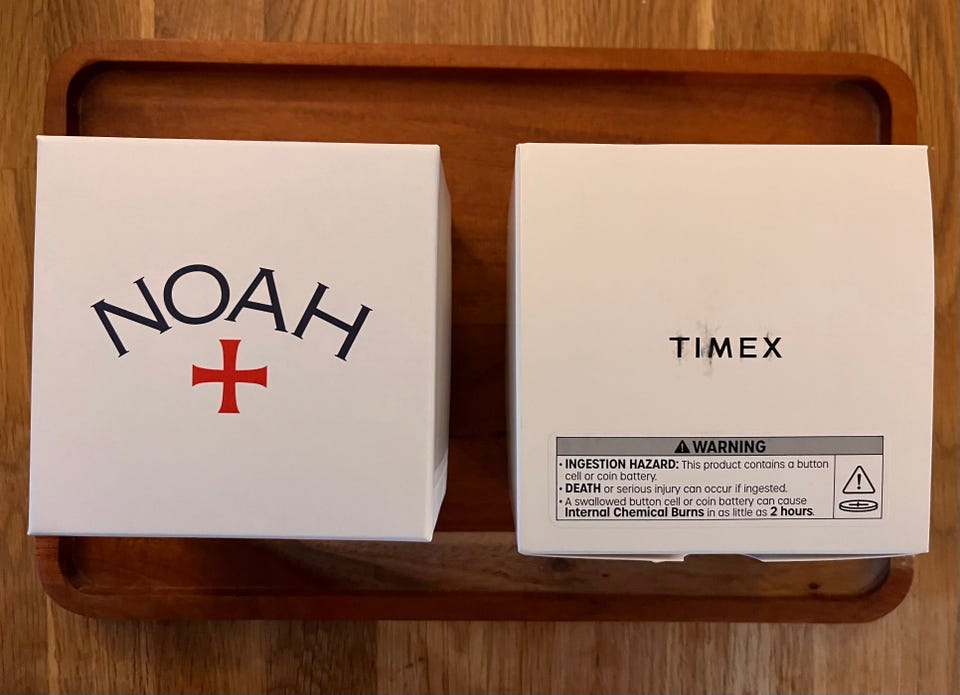 NOAH
TIMEX
WARNING
• INGESTION HAZARD: This product contains a button
cell or coin battery.
• DEATH or serious injury can occur if ingested.
• A swallowed button cell or coin battery can cause
Internal Chemical Burns in as little as 2 hours.